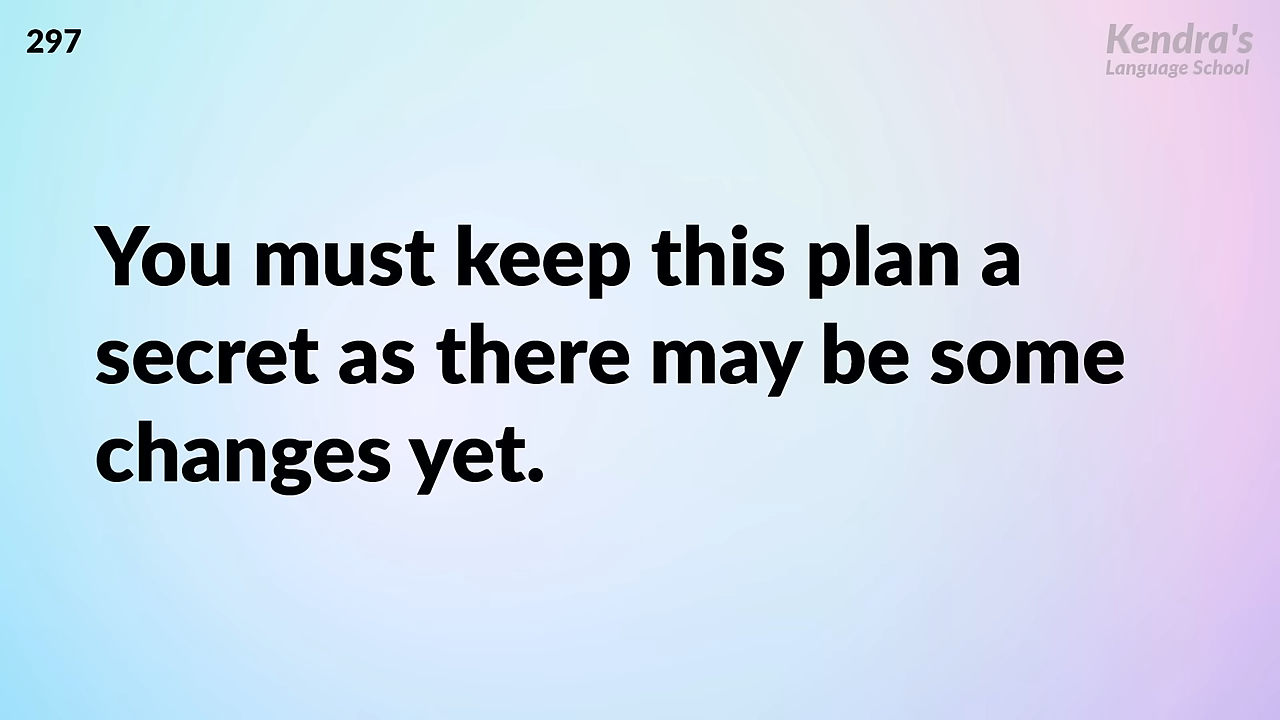 297
Kendra's
Language School
You must keep this plan a
secret as there may be some
changes yet.